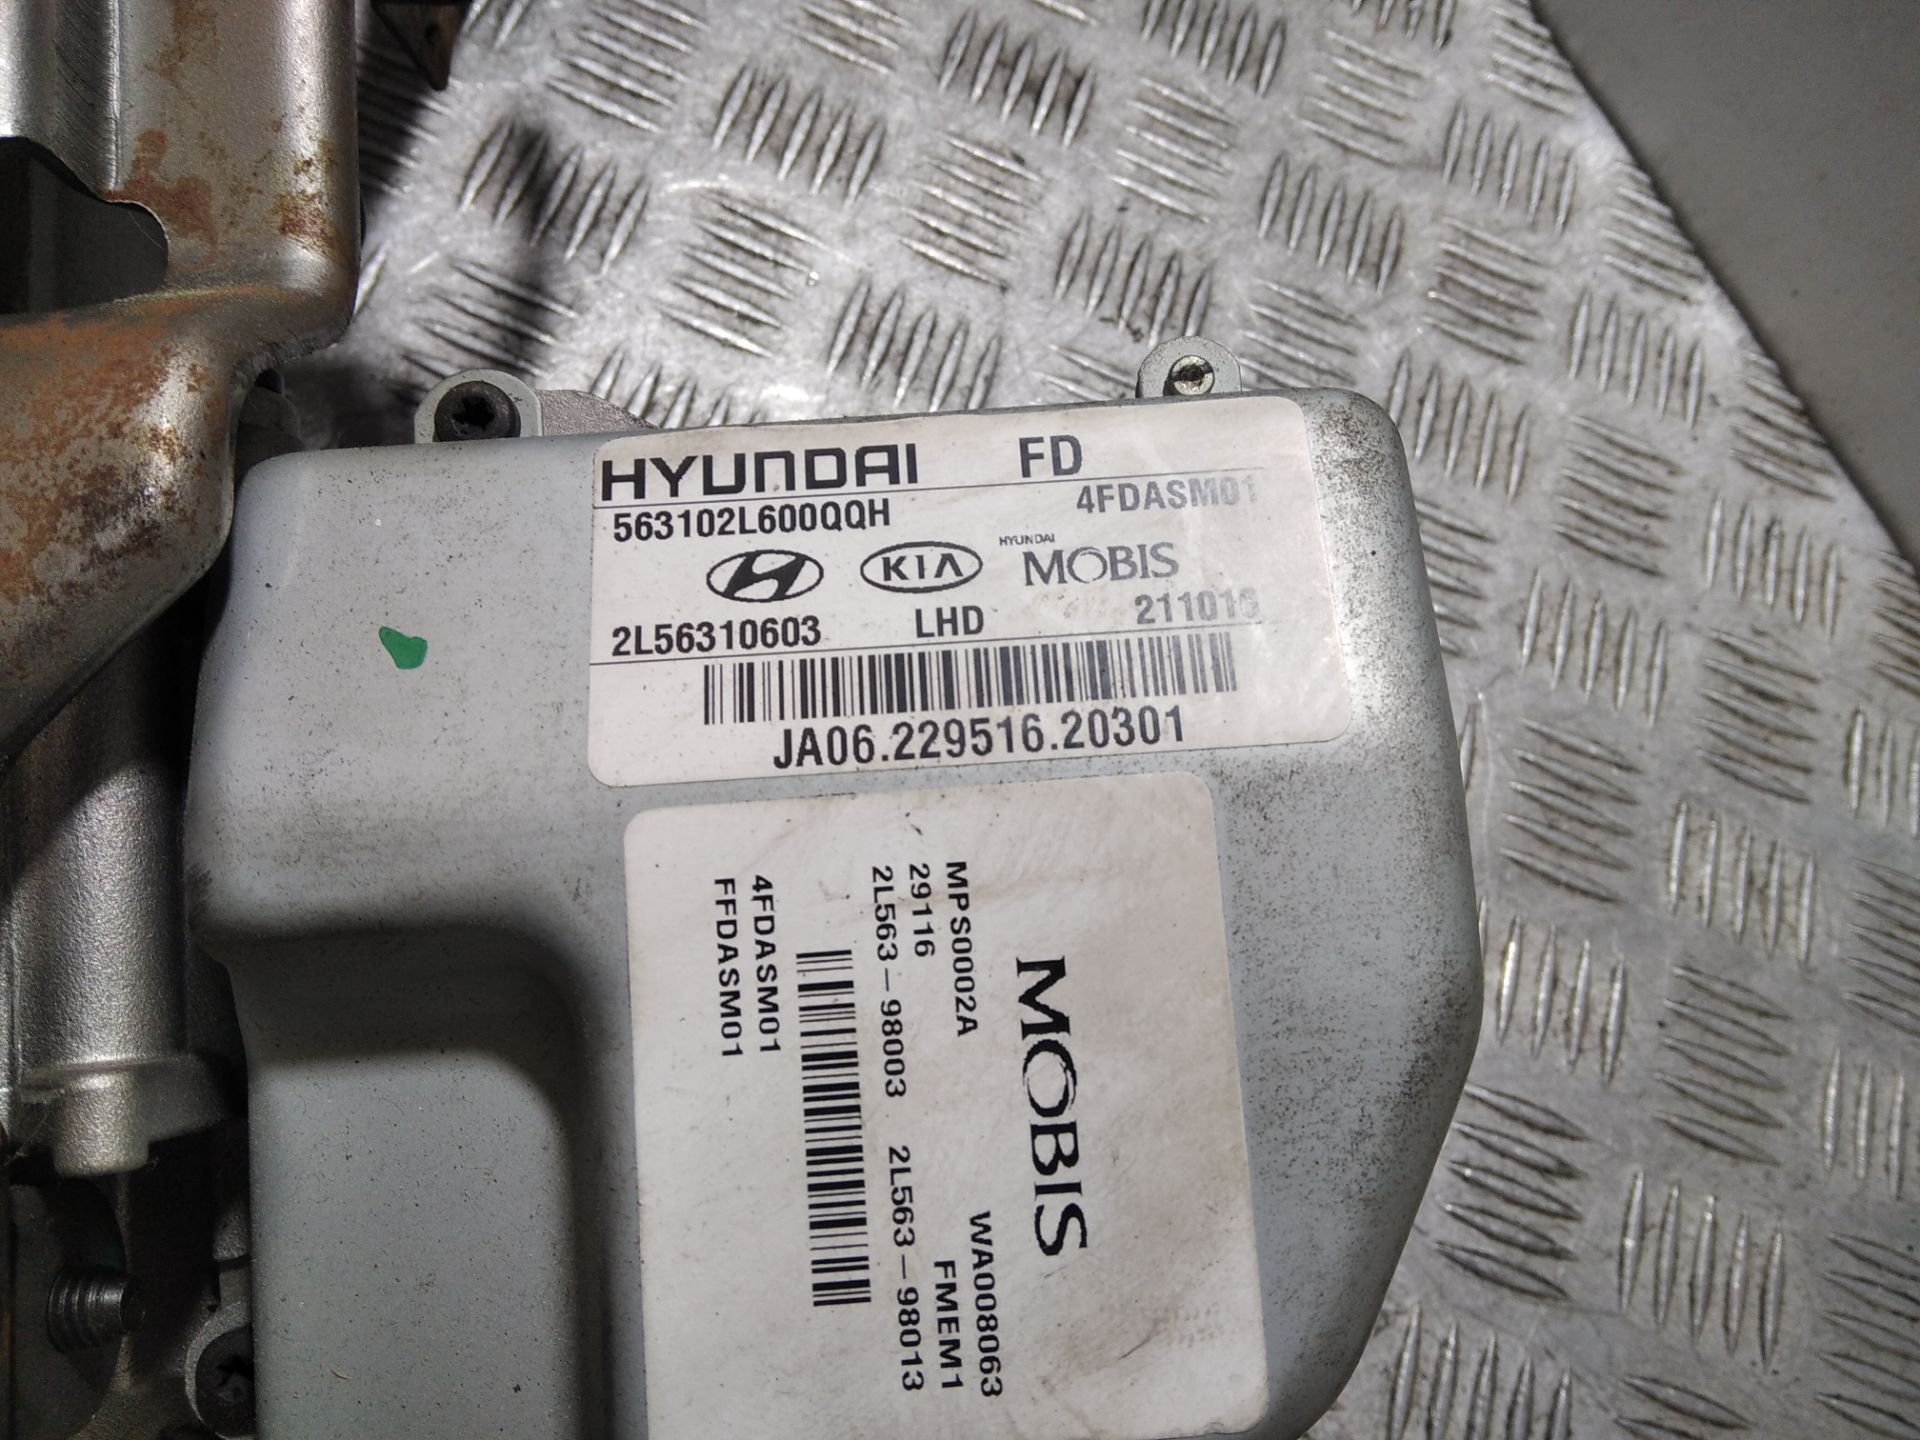 HYUNDAI FD
563102L600QQH 4FDASM01
KIA HYUNDAI MOBIS
2L56310603 LHD 211016
JA06.229516.20301
MOBIS
WA008063
MPS00002A FMEM1
29116
2L563-98003 2L563-98013
4FDASM01
FFDASM01